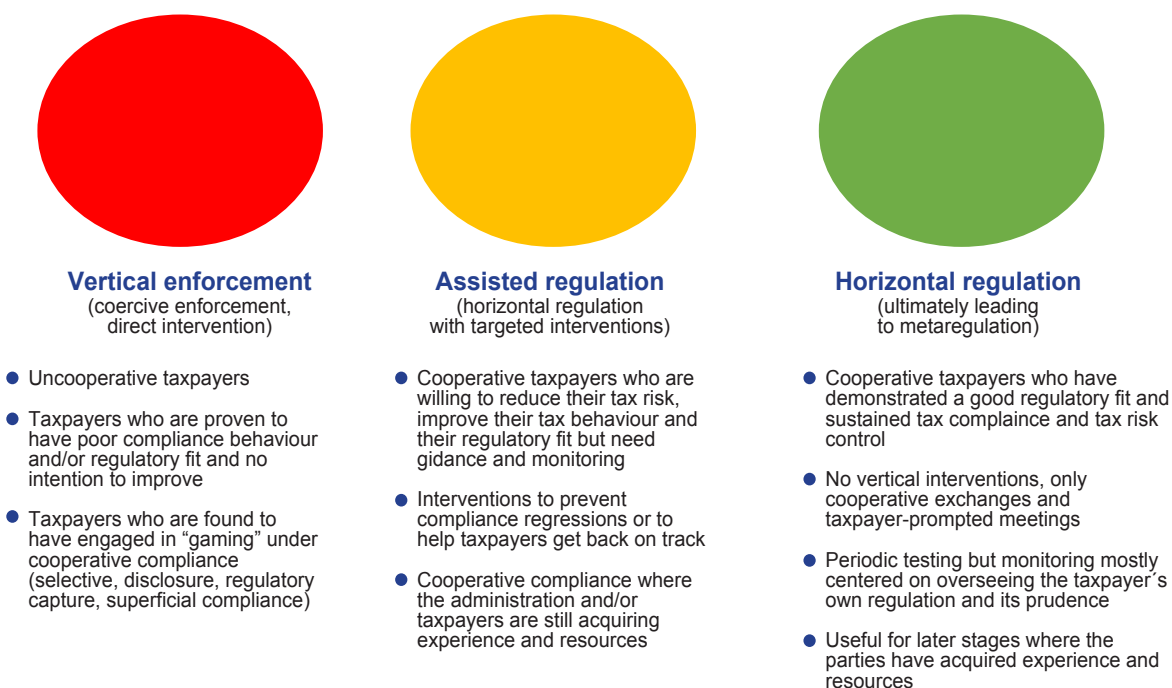 Vertical enforcement
(coercive enforcement,
direct intervention)
● Uncooperative taxpayers
● Taxpayers who are proven to
have poor compliance behaviour
and/or regulatory fit and no
intention to improve
● Taxpayers who are found to
have engaged in “gaming” under
cooperative compliance
(selective, disclosure, regulatory
capture, superficial compliance)
Assisted regulation
(horizontal regulation
with targeted interventions)
● Cooperative taxpayers who are
willing to reduce their tax risk,
improve their tax behaviour and
their regulatory fit but need
gidance and monitoring
● Interventions to prevent
compliance regressions or to
help taxpayers get back on track
● Cooperative compliance where
the administration and/or
taxpayers are still acquiring
experience and resources
Horizontal regulation
(ultimately leading
to metaregulation)
● Cooperative taxpayers who have
demonstrated a good regulatory fit and
sustained tax complaince and tax risk
control
● No vertical interventions, only
cooperative exchanges and
taxpayer-prompted meetings
● Periodic testing but monitoring mostly
centered on overseeing the taxpayer´s
own regulation and its prudence
● Useful for later stages where the
parties have acquired experience and
resources